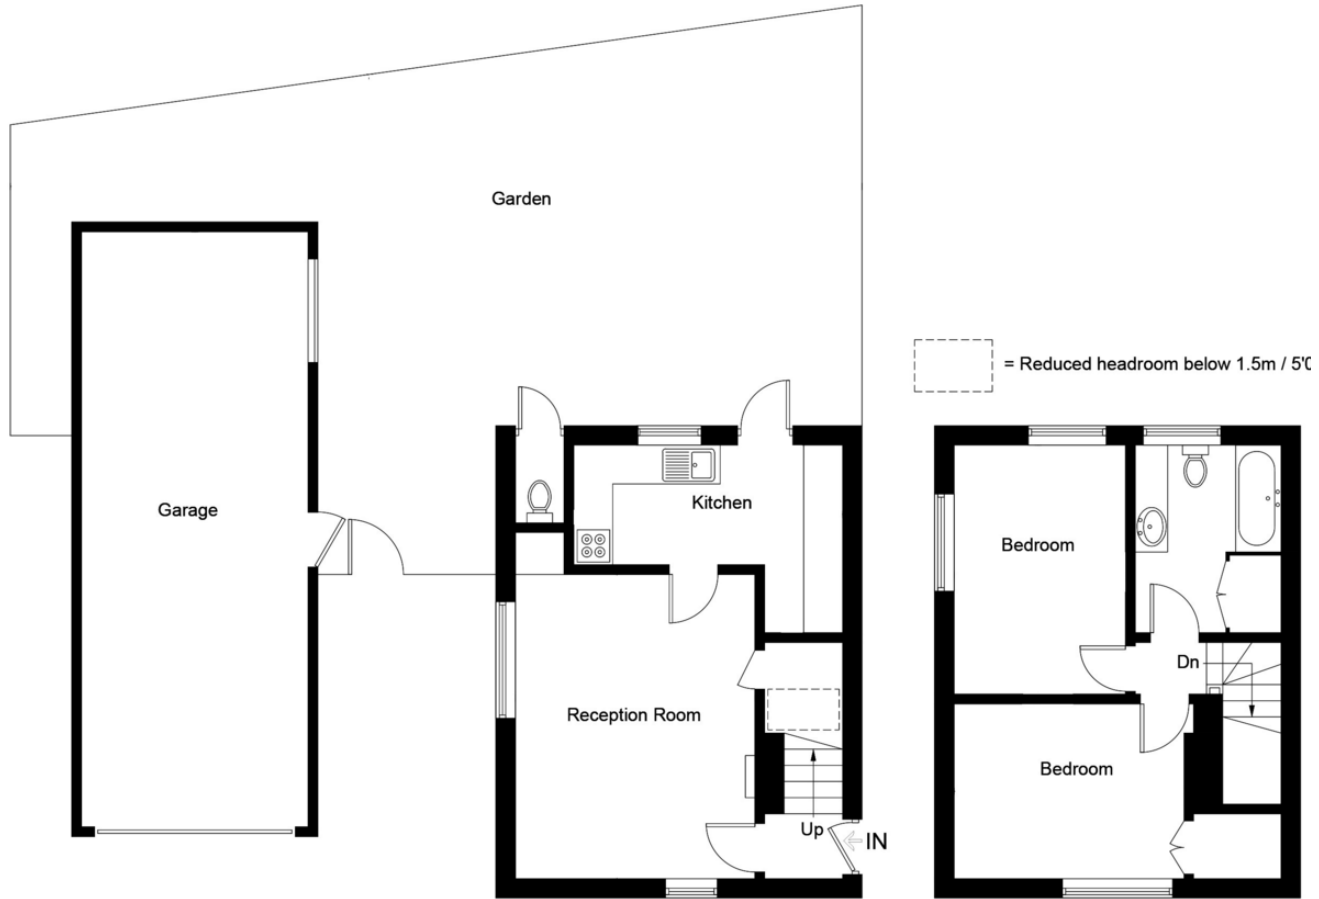 Garden
= Reduced headroom below 1.5m / 5'0
Garage
Kitchen
Bedroom
Reception Room
Dn
Bedroom
Up
IN